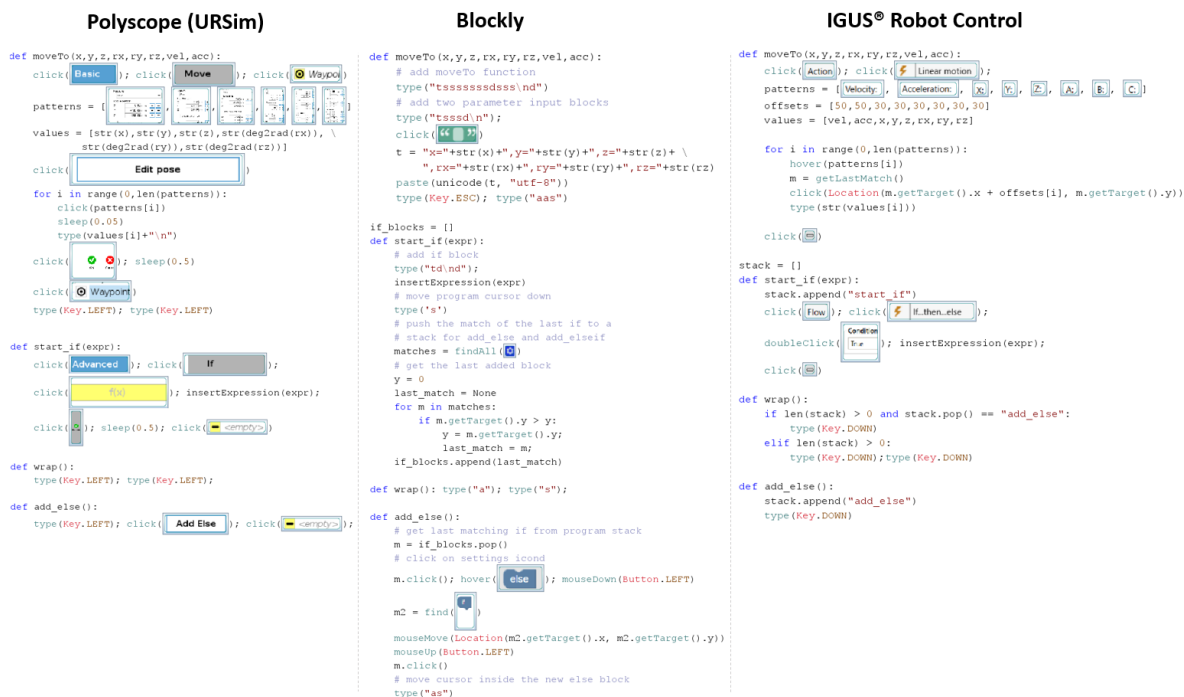 Polyscope (URSim)
def moveTo(x,y,z,rx,ry,rz,vel,acc):
click( Basic ); click( Move ); click( Waypoi )
patterns = [ , , , , , ]
values = [str(x),str(y),str(z),str(deg2rad(rx)), \
str(deg2rad(ry)),str(deg2rad(rz))]
click( Edit pose )
for i in range(0,len(patterns)):
click(patterns[i])
sleep(0.05)
type(values[i]+"\n")
click( ); sleep(0.5)
click( Waypoint )
type(Key.LEFT); type(Key.LEFT)
def start_if(expr):
click( Advanced ); click( If );
click( f(x) ); insertExpression(expr);
click( ); sleep(0.5); click( <empty> )
def wrap():
type(Key.LEFT); type(Key.LEFT);
def add_else():
type(Key.LEFT); click( Add Else ); click( <empty> );
Blockly
def moveTo(x,y,z,rx,ry,rz,vel,acc):
# add moveTo function
type("tssssssssdsss\nd")
# add two parameter input blocks
type("tsssd\n");
click( “ ” )
t = "x="+str(x)+",y="+str(y)+",z="+str(z)+ \
",rx="+str(rx)+",ry="+str(ry)+",rz="+str(rz)
paste(unicode(t, "utf-8"))
type(Key.ESC); type("aas")
if_blocks = []
def start_if(expr):
# add if block
type("td\nd");
insertExpression(expr)
# move program cursor down
type('s')
# push the match of the last if to a
# stack for add_else and add_elseif
matches = findAll( )
# get the last added block
y = 0
last_match = None
for m in matches:
if m.getTarget().y > y:
y = m.getTarget().y;
last_match = m;
if_blocks.append(last_match)
def wrap(): type("a"); type("s");
def add_else():
# get last matching if from program stack
m = if_blocks.pop()
# click on settings icond
m.click(); hover( else ); mouseDown(Button.LEFT)
m2 = find( )
mouseMove(Location(m2.getTarget().x, m2.getTarget().y))
mouseUp(Button.LEFT)
m.click()
# move cursor inside the new else block
type("as")
IGUS® Robot Control
def moveTo(x,y,z,rx,ry,rz,vel,acc):
click( Action ); click( Linear motion );
patterns = [ Velocity: , Acceleration: , X: , Y: , Z: , A: , B: , C: ]
offsets = [50,50,30,30,30,30,30,30]
values = [vel,acc,x,y,z,rx,ry,rz]
for i in range(0,len(patterns)):
hover(patterns[i])
m = getLastMatch()
click(Location(m.getTarget().x + offsets[i], m.getTarget().y))
type(str(values[i]))
click( )
stack = []
def start_if(expr):
stack.append("start_if")
click( Flow ); click( If...then...else );
Condition
doubleClick( True ); insertExpression(expr);
click( )
def wrap():
if len(stack) > 0 and stack.pop() == "add_else":
type(Key.DOWN)
elif len(stack) > 0:
type(Key.DOWN);type(Key.DOWN)
def add_else():
stack.append("add_else")
type(Key.DOWN)